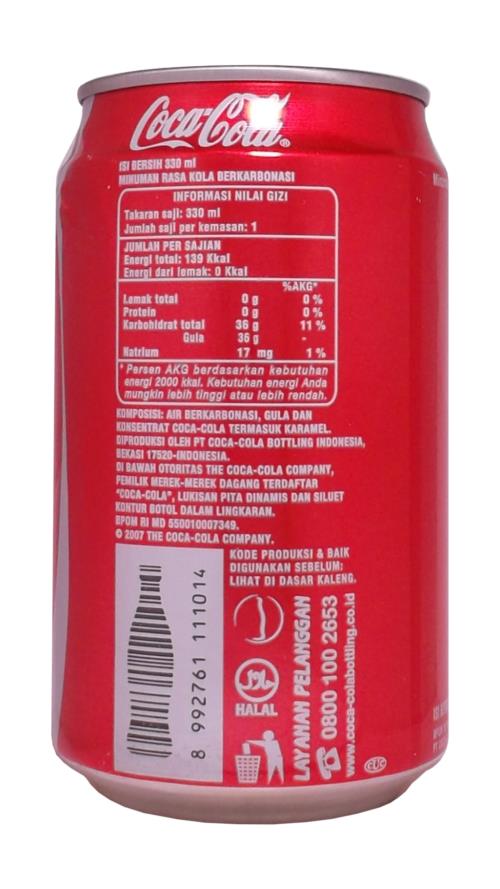 Coca-Cola®
ISI BERSIH 330 ml
MINUMAN RASA KOLA BERKARBONASI
INFORMASI NILAI GIZI
Takaran saji: 330 ml
Jumlah saji per kemasan: 1
JUMLAH PER SAJIAN
Energi total: 139 Kkal
Energi dari lemak: 0 Kkal
%AKG*
Lemak total 0 g 0 %
Protein 0 g 0 %
Karbohidrat total 36 g 11 %
Gula 36 g -
Natrium 17 mg 1 %
* Persen AKG berdasarkan kebutuhan
energi 2000 kkal. Kebutuhan energi Anda
mungkin lebih tinggi atau lebih rendah.
KOMPOSISI: AIR BERKARBONASI, GULA DAN
KONSENTRAT COCA-COLA TERMASUK KARAMEL.
DIPRODUKSI OLEH PT COCA-COLA BOTTLING INDONESIA,
BEKASI 17520-INDONESIA.
DI BAWAH OTORITAS THE COCA-COLA COMPANY,
PEMILIK MEREK-MEREK DAGANG TERDAFTAR
"COCA-COLA", LUKISAN PITA DINAMIS DAN SILUET
KONTUR BOTOL DALAM LINGKARAN.
BPOM RI MD 550010007349.
© 2007 THE COCA-COLA COMPANY.
KODE PRODUKSI & BAIK
DIGUNAKAN SEBELUM:
LIHAT DI DASAR KALENG.
8 992761 111014
HALAL
LAYANAN PELANGGAN
0800 100 2653
www.coca-colabottling.co.id